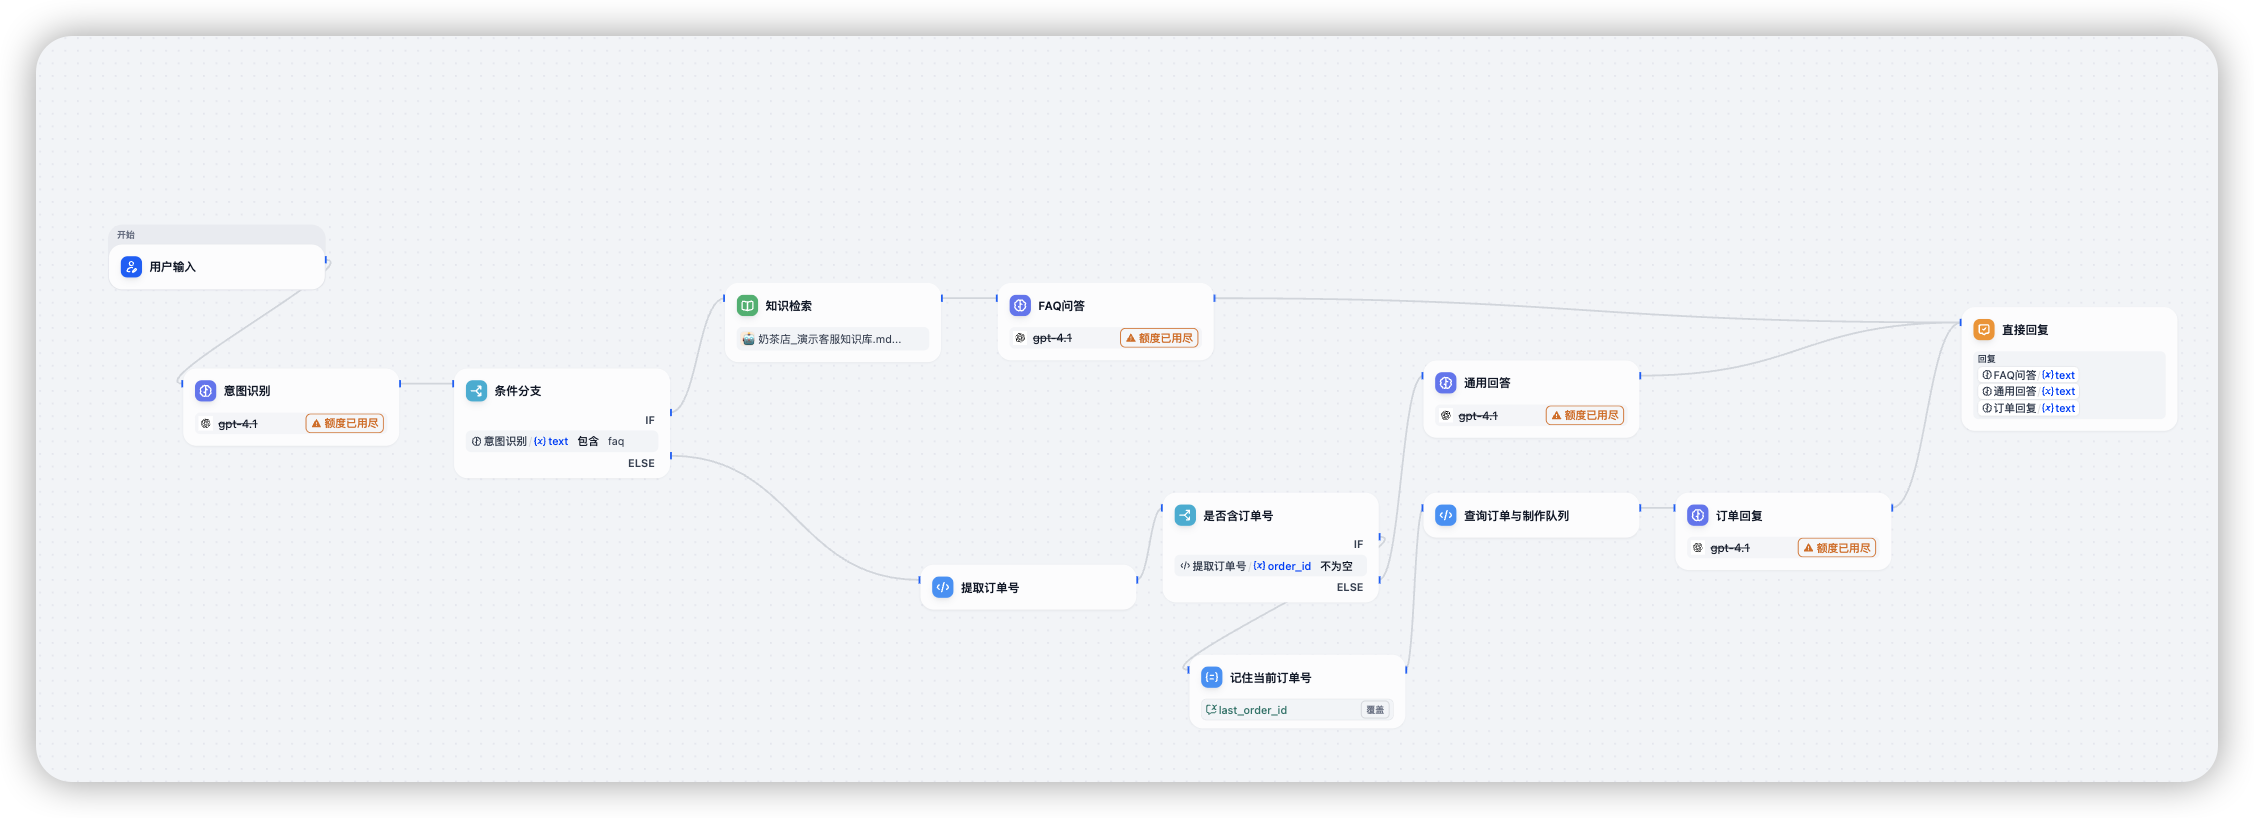 开始
用户输入
意图识别
gpt-4.1 额度已用尽
条件分支
IF
意图识别 / {x} text 包含 faq
ELSE
知识检索
奶茶店_演示客服知识库.md...
FAQ问答
gpt-4.1 额度已用尽
提取订单号
是否含订单号
IF
提取订单号 / {x} order_id 不为空
ELSE
记住当前订单号
last_order_id 覆盖
通用回答
gpt-4.1 额度已用尽
查询订单与制作队列
订单回复
gpt-4.1 额度已用尽
直接回复
回复
FAQ问答 / {x} text
通用回答 / {x} text
订单回复 / {x} text